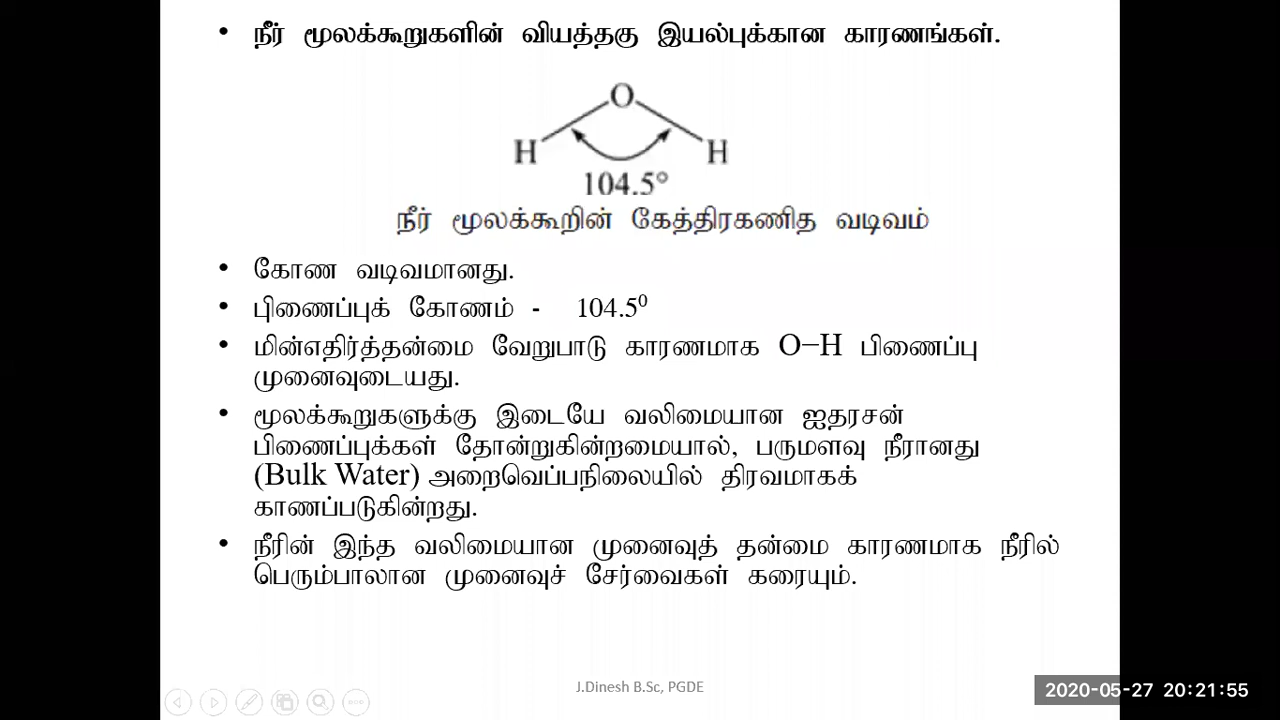 • நீர் மூலக்கூறுகளின் வியத்தகு இயல்புக்கான காரணங்கள்.
O
H H
104.5°
நீர் மூலக்கூறின் கேத்திரகணித வடிவம்
• கோண வடிவமானது.
• பிணைப்புக் கோணம் - 104.5⁰
• மின்எதிர்த்தன்மை வேறுபாடு காரணமாக O−H பிணைப்பு
முனைவுடையது.
• மூலக்கூறுகளுக்கு இடையே வலிமையான ஐதரசன்
பிணைப்புக்கள் தோன்றுகின்றமையால், பருமளவு நீரானது
(Bulk Water) அறைவெப்பநிலையில் திரவமாகக்
காணப்படுகின்றது.
• நீரின் இந்த வலிமையான முனைவுத் தன்மை காரணமாக நீரில்
பெரும்பாலான முனைவுச் சேர்வைகள் கரையும்.
J.Dinesh B.Sc, PGDE
2020-05-27 20:21:55